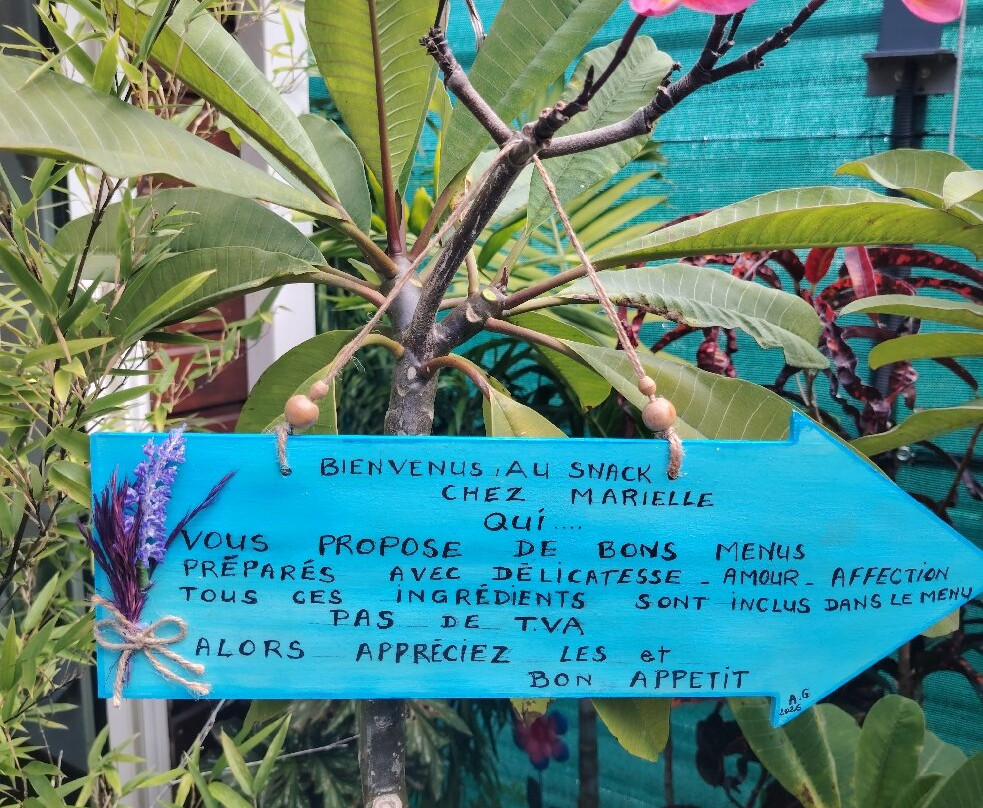 BIENVENUS, AU SNACK
CHEZ MARIELLE
QUI....
VOUS PROPOSE DE BONS MENUS
PRÉPARÉS AVEC DÉLICATESSE - AMOUR - AFFECTION
TOUS CES INGRÉDIENTS SONT INCLUS DANS LE MENU
PAS DE T.VA
ALORS APPRÉCIEZ LES et
BON APPETIT
A.G
2026